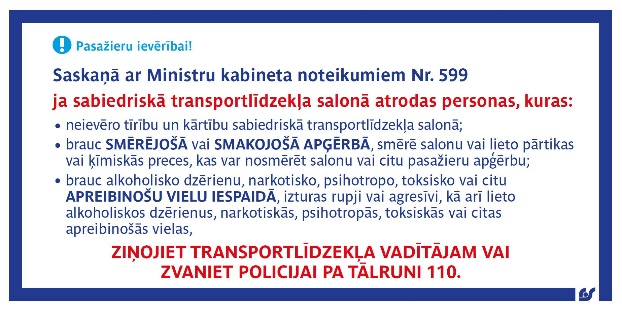 Pasažieru ievērībai!
Saskaņā ar Ministru kabineta noteikumiem Nr. 599
ja sabiedriskā transportlīdzekļa salonā atrodas personas, kuras:
• neievēro tīrību un kārtību sabiedriskā transportlīdzekļa salonā;
• brauc SMĒRĒJOŠĀ vai SMAKOJOŠĀ APĢĒRBĀ, smērē salonu vai lieto pārtikas
vai ķīmiskās preces, kas var nosmērēt salonu vai citu pasažieru apģērbu;
• brauc alkoholisko dzērienu, narkotisko, psihotropo, toksisko vai citu
APREIBINOŠU VIELU IESPAIDĀ, izturas rupji vai agresīvi, kā arī lieto
alkoholiskos dzērienus, narkotiskās, psihotropās, toksiskās vai citas
apreibinošās vielas,
ZIŅOJIET TRANSPORTLĪDZEKĻA VADĪTĀJAM VAI
ZVANIET POLICIJAI PA TĀLRUNI 110.